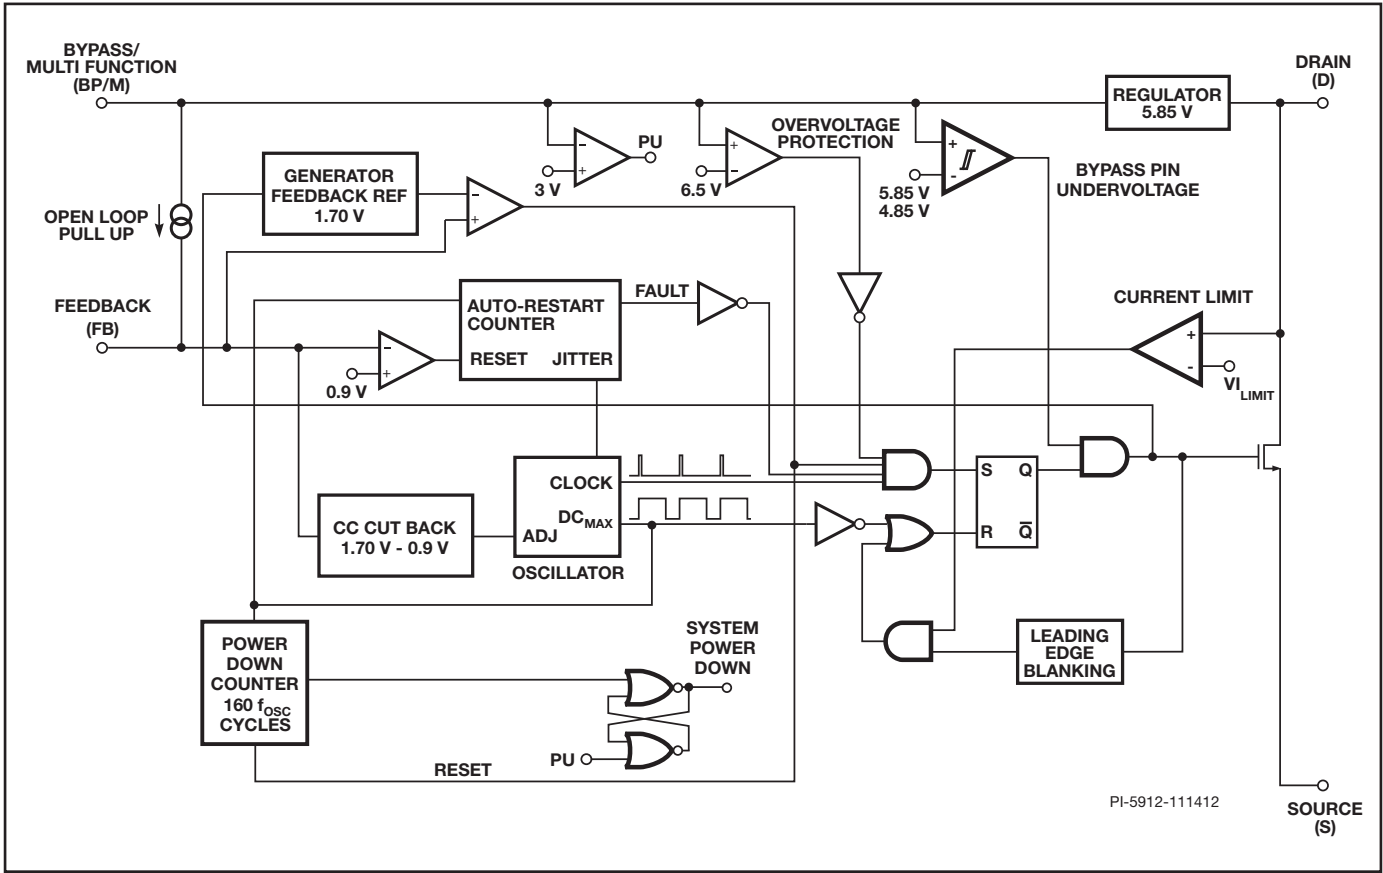 BYPASS/
MULTI FUNCTION
(BP/M)
DRAIN
(D)
REGULATOR
5.85 V
PU
3 V
-
+
OVERVOLTAGE
PROTECTION
+
-
6.5 V
+
-
5.85 V
4.85 V
BYPASS PIN
UNDERVOLTAGE
GENERATOR
FEEDBACK REF
1.70 V
-
+
OPEN LOOP
PULL UP
FEEDBACK
(FB)
AUTO-RESTART
COUNTER
RESET JITTER
FAULT
-
+
0.9 V
CURRENT LIMIT
+
-
VI LIMIT
CLOCK
DCMAX
ADJ
OSCILLATOR
CC CUT BACK
1.70 V - 0.9 V
S Q
R Q̅
POWER
DOWN
COUNTER
160 fOSC
CYCLES
SYSTEM
POWER
DOWN
LEADING
EDGE
BLANKING
PU
RESET
PI-5912-111412
SOURCE
(S)